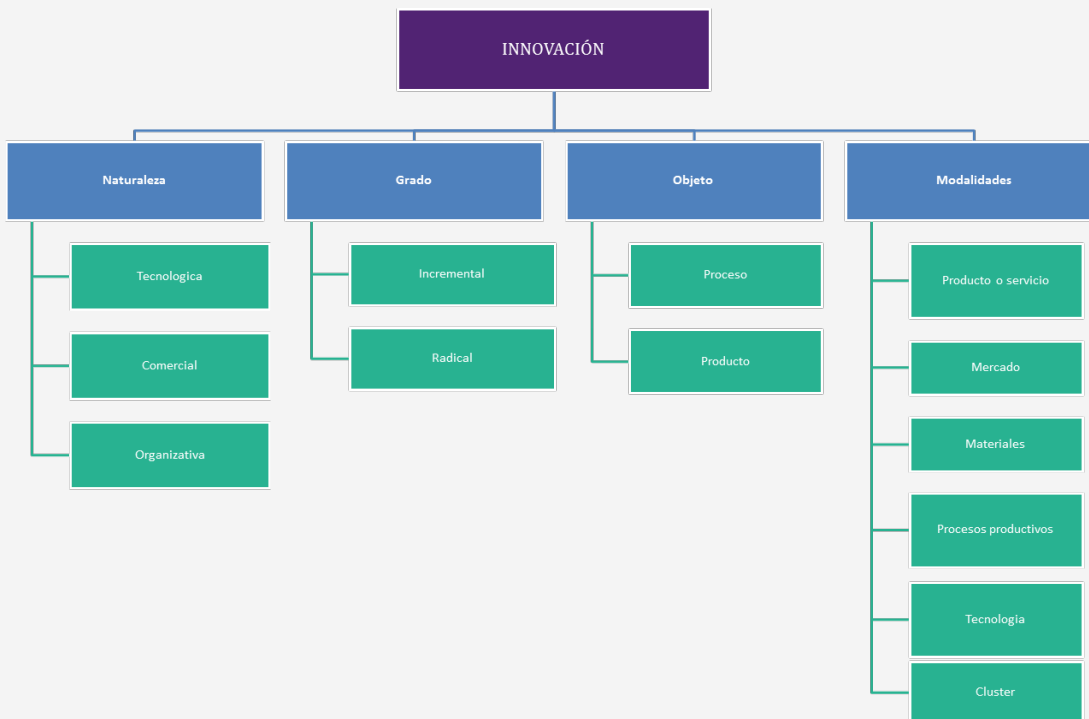 INNOVACIÓN
Naturaleza
Tecnologica
Comercial
Organizativa
Grado
Incremental
Radical
Objeto
Proceso
Producto
Modalidades
Producto o servicio
Mercado
Materiales
Procesos productivos
Tecnologia
Cluster